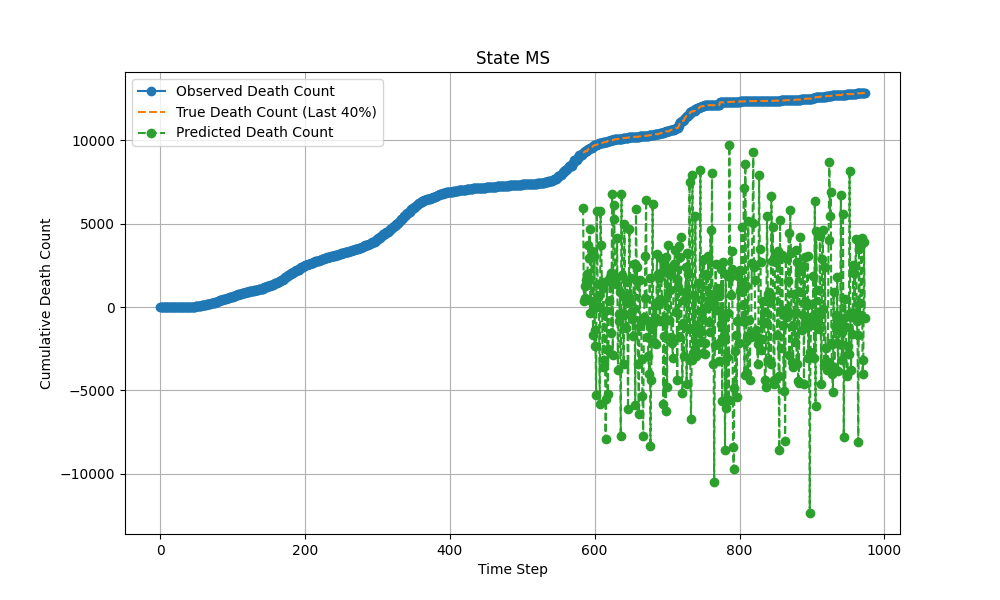 State MS
Observed Death Count
True Death Count (Last 40%)
Predicted Death Count
Cumulative Death Count
10000
5000
0
−5000
−10000
0 200 400 600 800 1000
Time Step